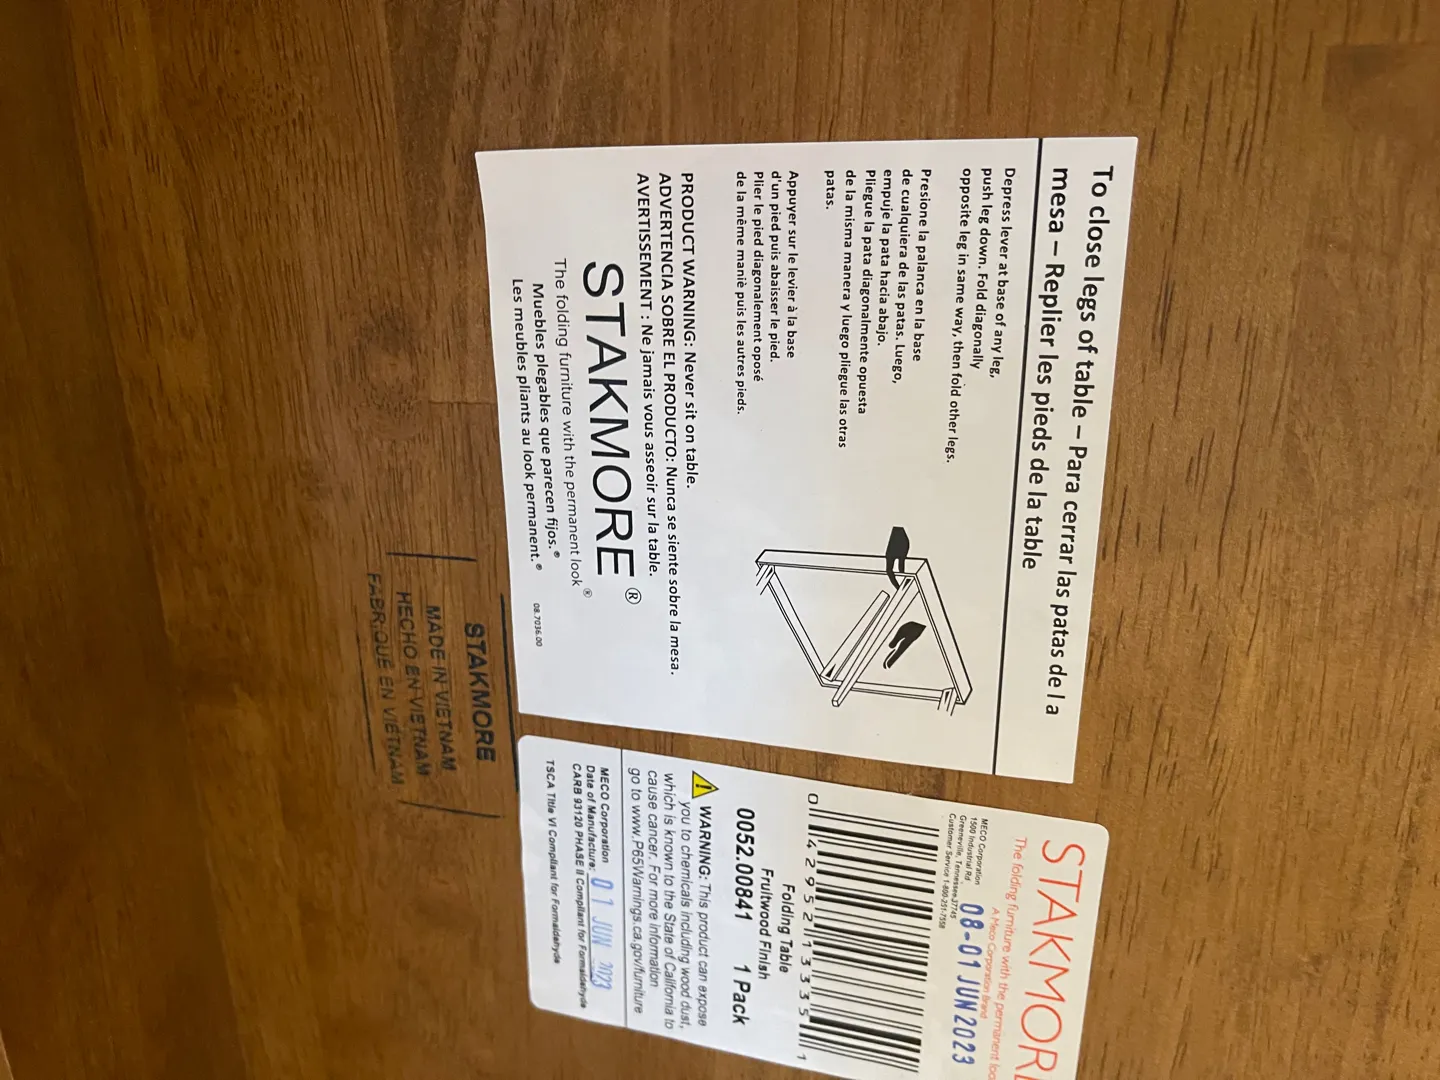 To close legs of table – Para cerrar las patas de l a
mesa – Replier les pieds de la table
Depress lever at base of any leg,
push leg down. Fold diagonally
opposite leg in same way, then fold other legs.
Presione la palanca en la base
de cualquiera de las patas. Luego,
empuje la pata hacia abajo.
Pliegue la pata diagonalmente opuesta
de la misma manera y luego pliegue las otras
patas.
Appuyer sur le levier à la base
d'un pied puis abaisser le pied.
Plier le pied diagonalement oposé
de la même maniè puis les autres pieds.
PRODUCT WARNING: Never sit on table.
ADVERTENCIA SOBRE EL PRODUCTO: Nunca se siente sobre la mesa.
AVERTISSEMENT : Ne jamais vous asseoir sur la table.
STAKMORE®
The folding furniture with the permanent look®
Muebles plegables que parecen fijos.®
Les meubles pliants au look permanent.®
08.7036.00
STAKMORE
MADE IN VIETNAM
HECHO EN VIETNAM
FABRIQUÉ EN VIÊTNAM
STAKMORE
The folding furniture with the permanent loo
A Meco Corporation Brand
MECO Corporation
1500 Industrial Rd
Greeneville, Tennessee 37745
Customer Service 1-800-251-7558
08-01 JUN 2023
0 42952 13335 1
Folding Table
Fruitwood Finish
0052.00841 1 Pack
WARNING: This product can expose
you to chemicals including wood dust,
which is known to the State of California to
cause cancer. For more information
go to www.P65Warnings.ca.gov/furniture
MECO Corporation
Date of Manufacture: 01 JUN 2023
CARB 93120 PHASE II Compliant for Formaldehyde
TSCA Title VI Compliant for Formaldehyde